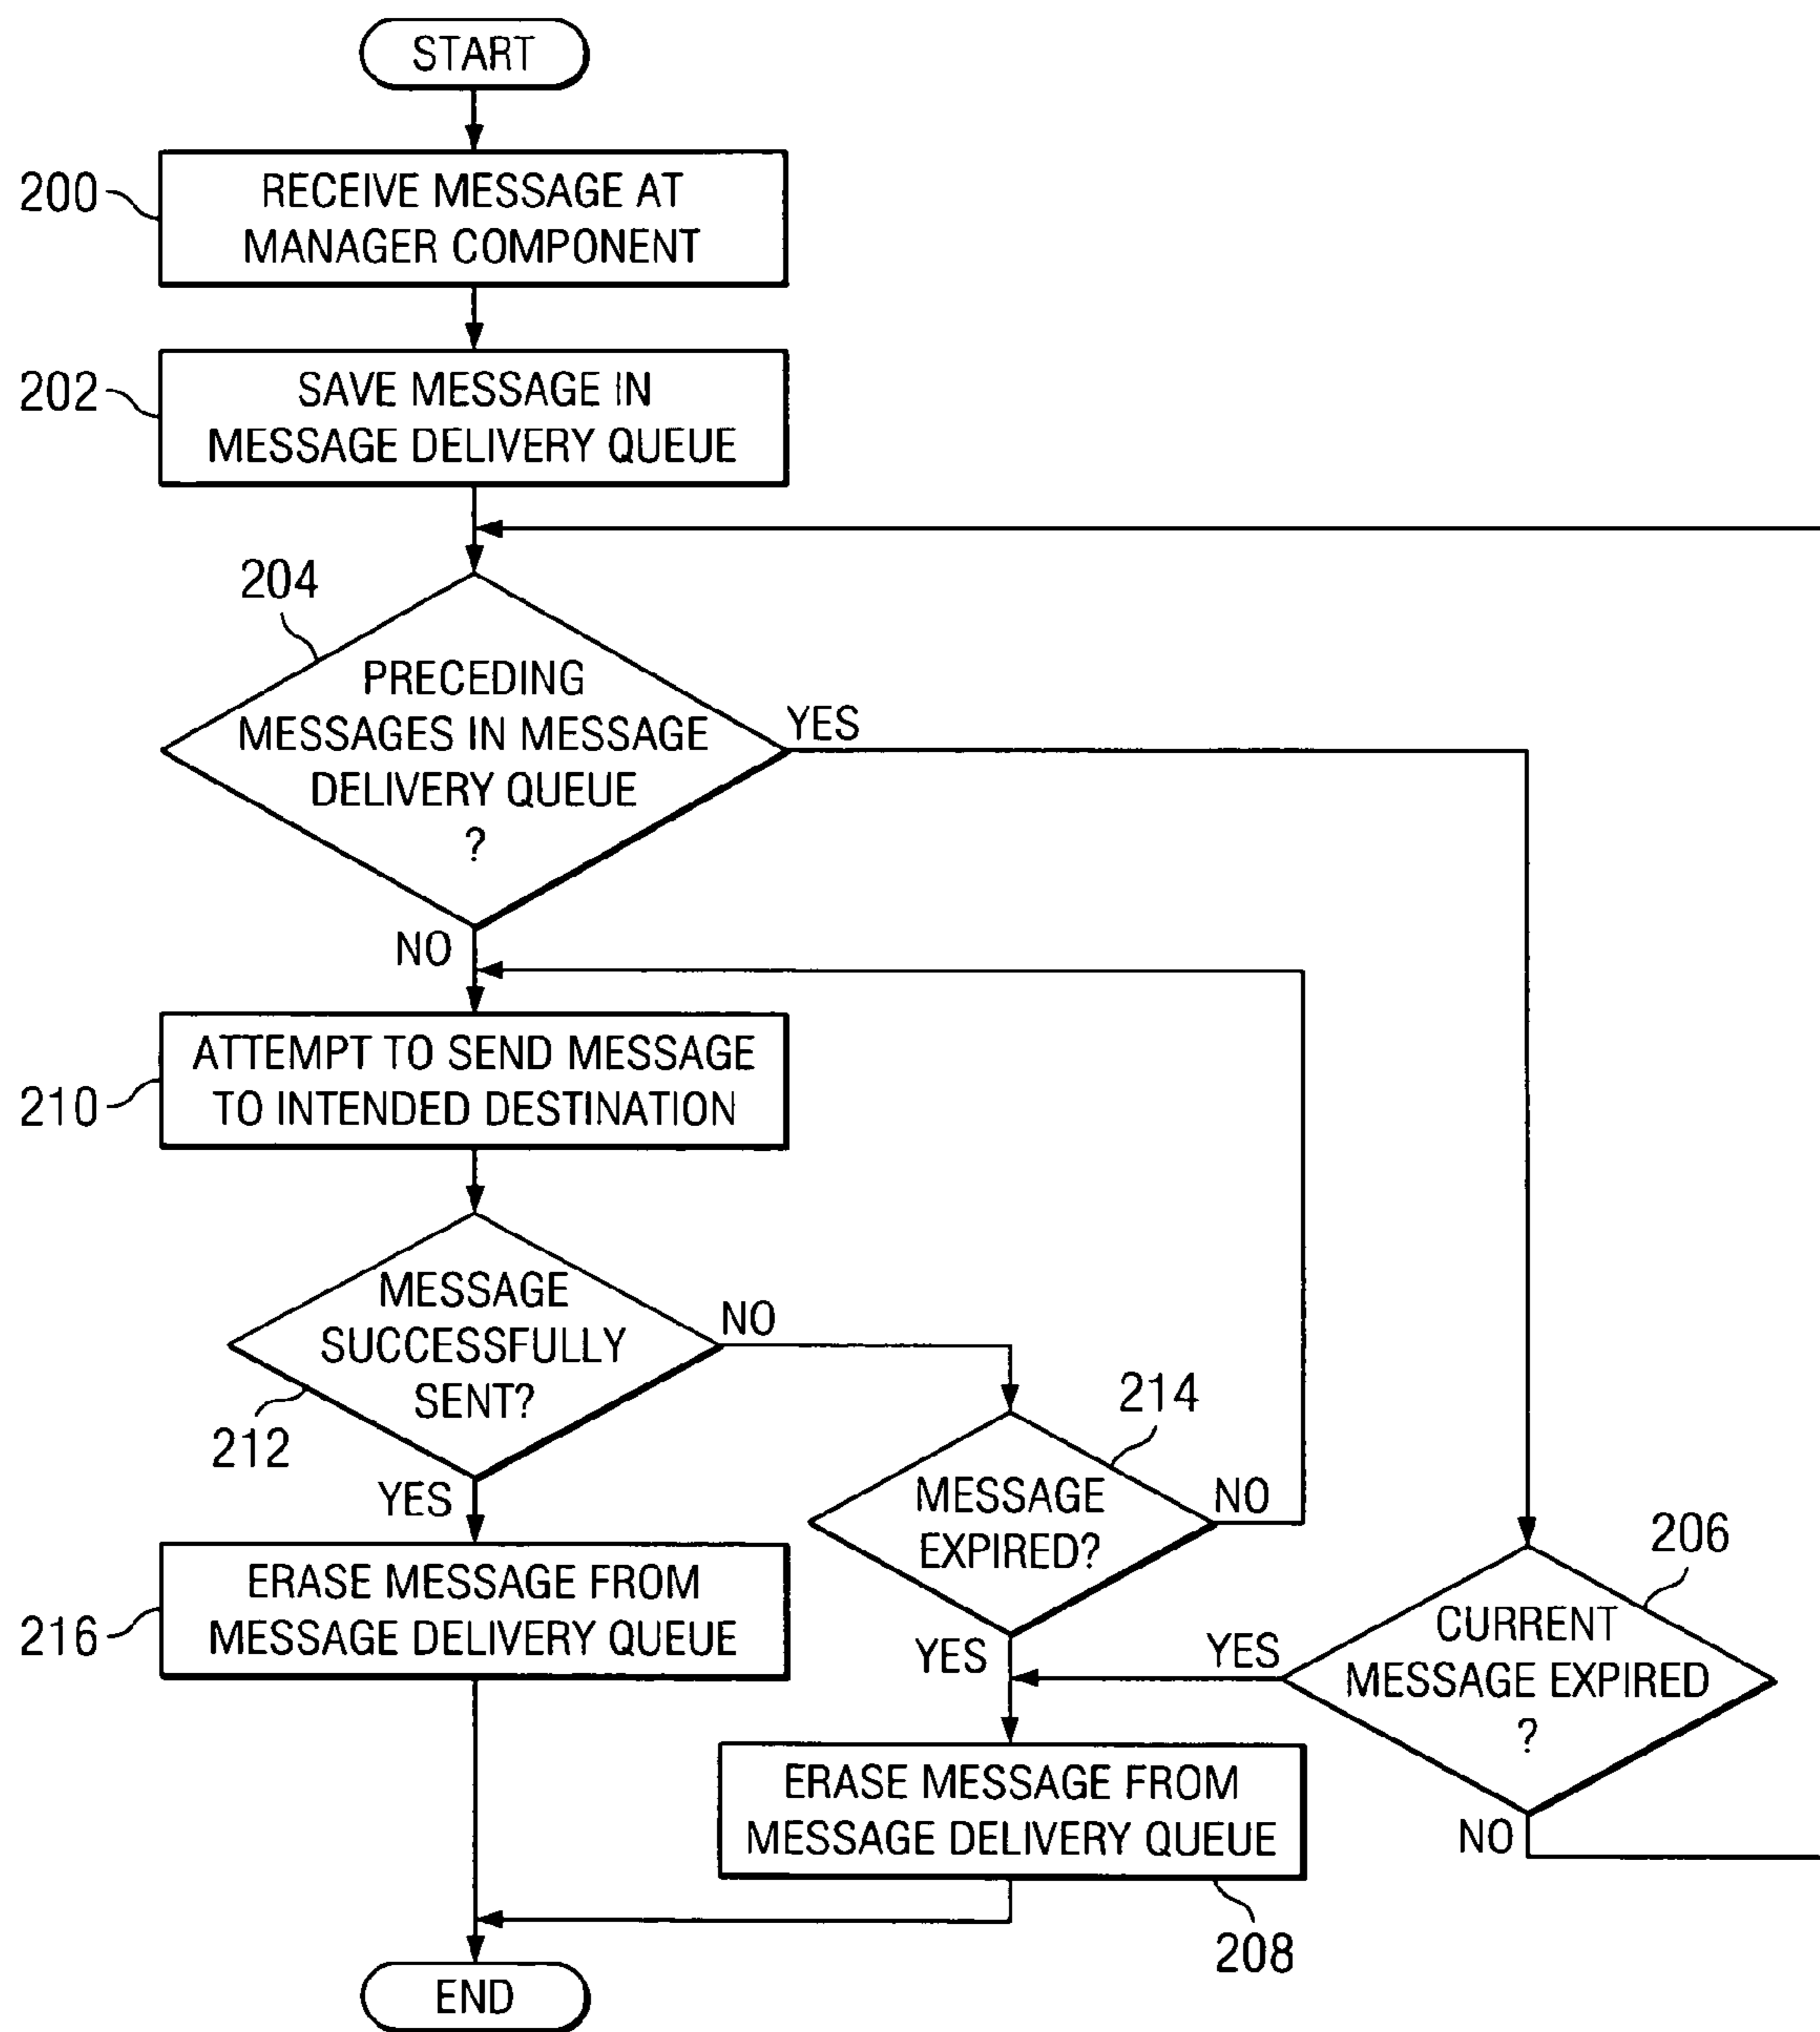 START
200
RECEIVE MESSAGE AT
MANAGER COMPONENT
202
SAVE MESSAGE IN
MESSAGE DELIVERY QUEUE
204
PRECEDING
MESSAGES IN MESSAGE
DELIVERY QUEUE
?
YES
NO
210
ATTEMPT TO SEND MESSAGE
TO INTENDED DESTINATION
MESSAGE
SUCCESSFULLY
SENT?
212
NO
YES
214
MESSAGE
EXPIRED?
NO
YES
206
CURRENT
MESSAGE EXPIRED
?
YES
NO
216
ERASE MESSAGE FROM
MESSAGE DELIVERY QUEUE
ERASE MESSAGE FROM
MESSAGE DELIVERY QUEUE
208
END